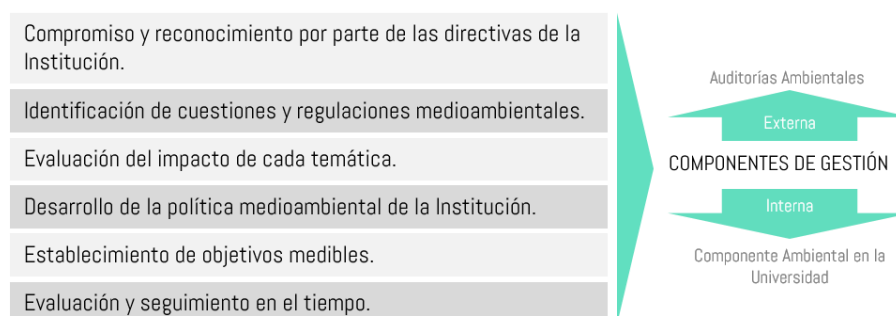 Compromiso y reconocimiento por parte de las directivas de la
Institución.
Identificación de cuestiones y regulaciones medioambientales.
Evaluación del impacto de cada temática.
Desarrollo de la política medioambiental de la Institución.
Establecimiento de objetivos medibles.
Evaluación y seguimiento en el tiempo.
Auditorías Ambientales
Externa
COMPONENTES DE GESTIÓN
Interna
Componente Ambiental en la
Universidad